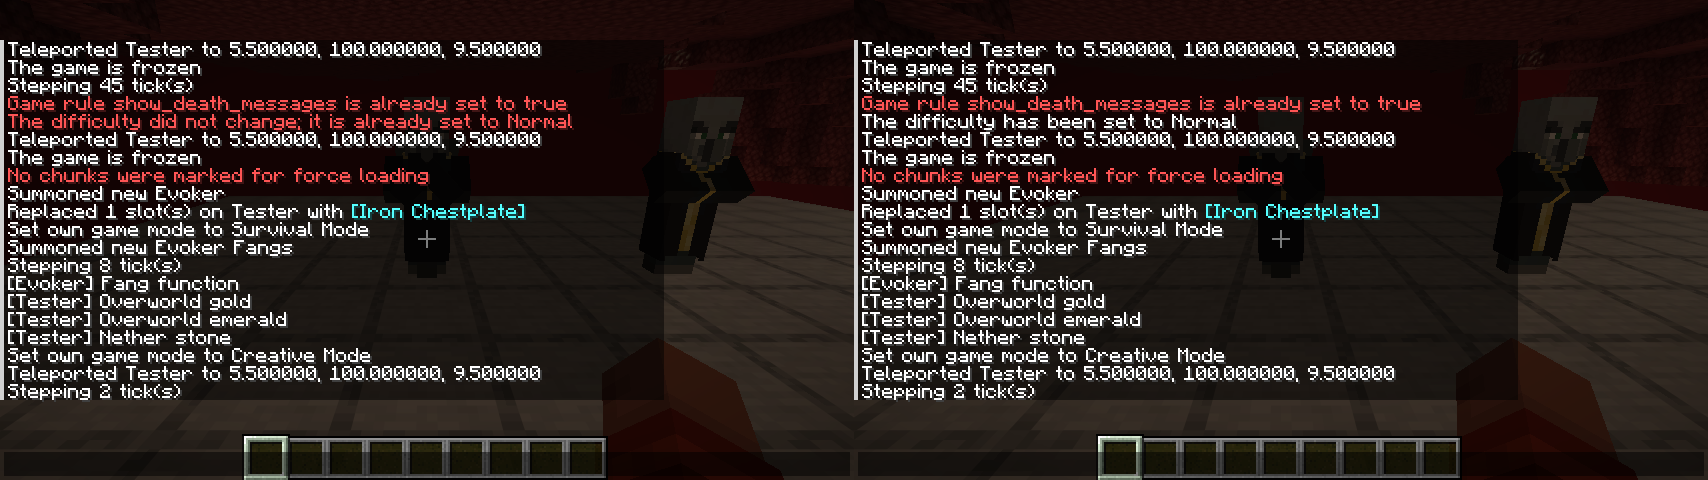 Teleported Tester to 5.500000, 100.000000, 9.500000
The game is frozen
Stepping 45 tick(s)
Game rule show_death_messages is already set to true
The difficulty did not change; it is already set to Normal
Teleported Tester to 5.500000, 100.000000, 9.500000
The game is frozen
No chunks were marked for force loading
Summoned new Evoker
Replaced 1 slot(s) on Tester with [Iron Chestplate]
Set own game mode to Survival Mode
Summoned new Evoker Fangs
Stepping 8 tick(s)
[Evoker] Fang function
[Tester] Overworld gold
[Tester] Overworld emerald
[Tester] Nether stone
Set own game mode to Creative Mode
Teleported Tester to 5.500000, 100.000000, 9.500000
Stepping 2 tick(s)
Teleported Tester to 5.500000, 100.000000, 9.500000
The game is frozen
Stepping 45 tick(s)
Game rule show_death_messages is already set to true
The difficulty has been set to Normal
Teleported Tester to 5.500000, 100.000000, 9.500000
The game is frozen
No chunks were marked for force loading
Summoned new Evoker
Replaced 1 slot(s) on Tester with [Iron Chestplate]
Set own game mode to Survival Mode
Summoned new Evoker Fangs
Stepping 8 tick(s)
[Evoker] Fang function
[Tester] Overworld gold
[Tester] Overworld emerald
[Tester] Nether stone
Set own game mode to Creative Mode
Teleported Tester to 5.500000, 100.000000, 9.500000
Stepping 2 tick(s)